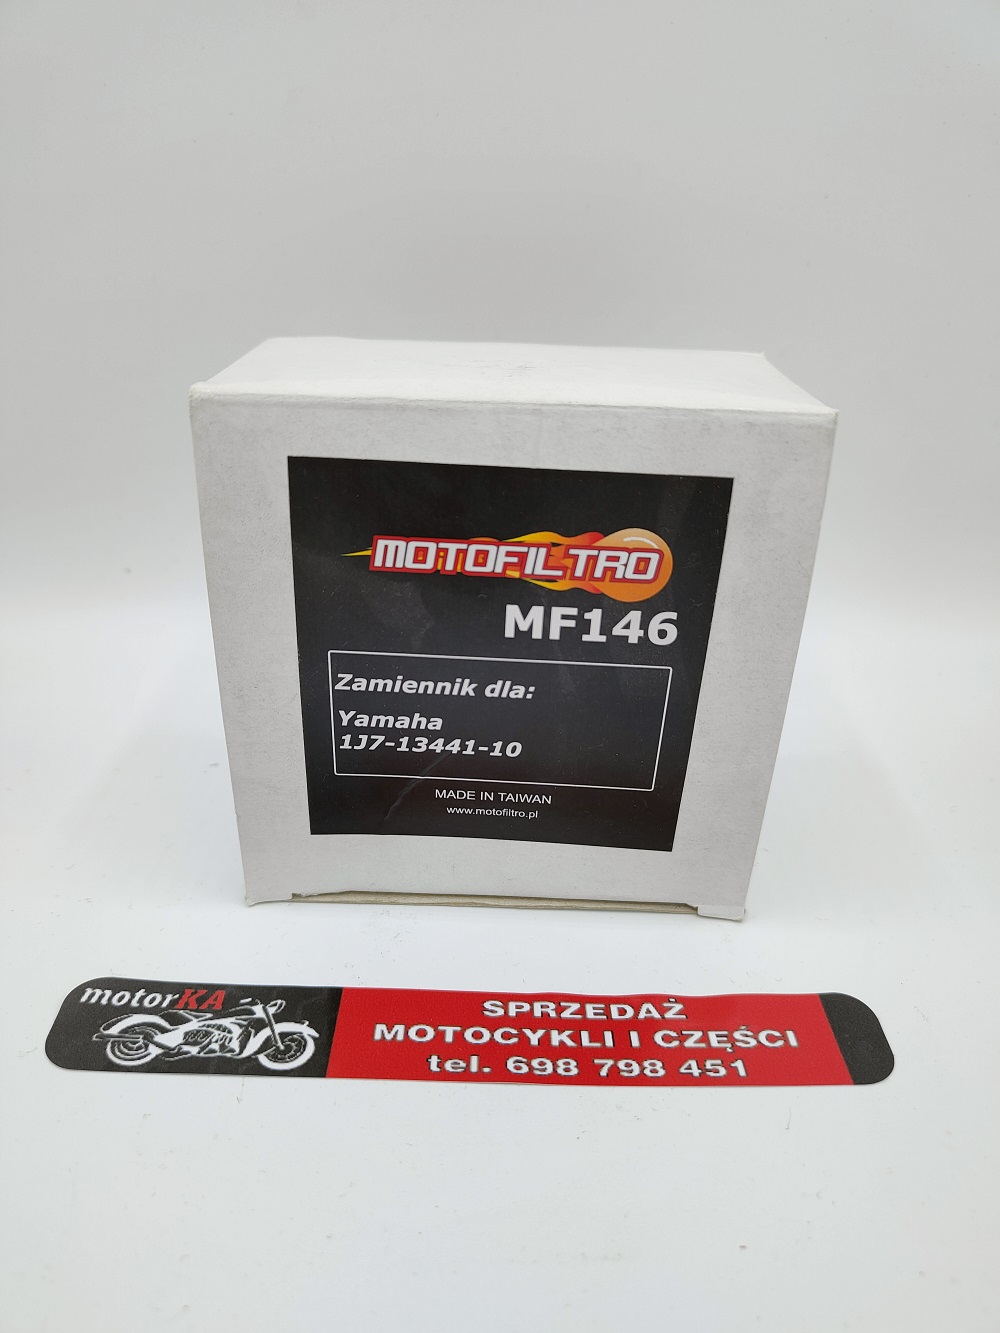 MOTOFILTRO
MF146
Zamiennik dla:
Yamaha
1J7-13441-10
MADE IN TAIWAN
www.motofiltro.pl
motorKA
SPRZEDAŻ
MOTOCYKLI I CZĘŚCI
tel. 698 798 451